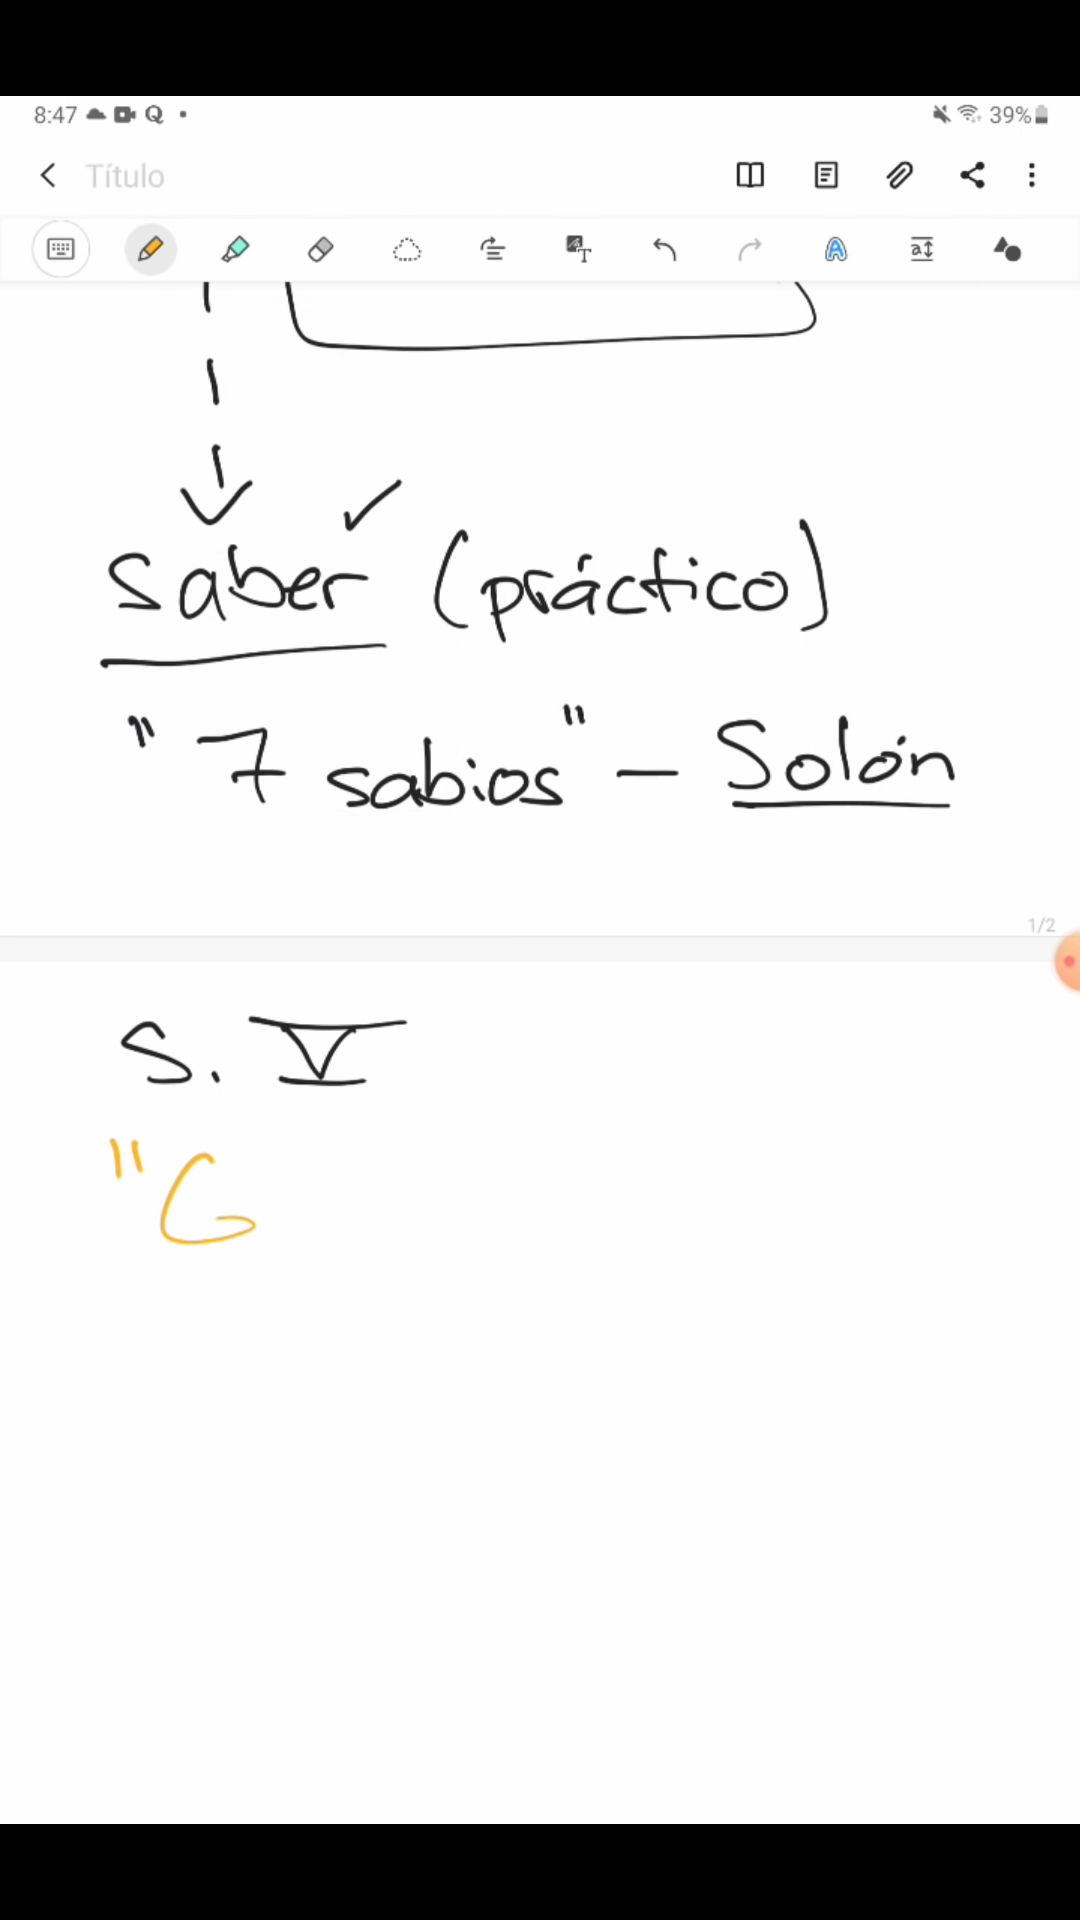 8:47 39%
Título
saber (práctico)
"7 sabios" – Solón
1/2
S. V
"G